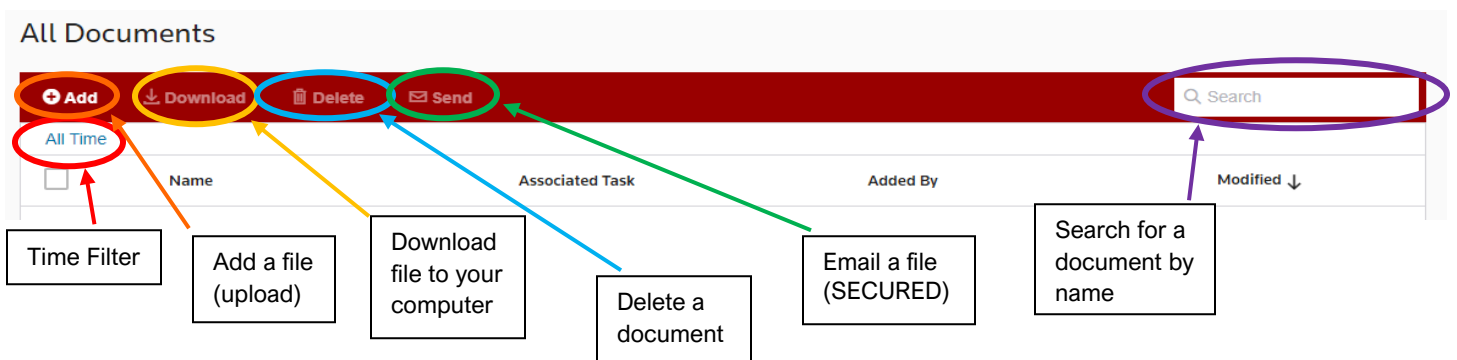 All Documents
Add Download Delete Send Search
All Time
Name Associated Task Added By Modified
Time Filter
Add a file
(upload)
Download
file to your
computer
Delete a
document
Email a file
(SECURED)
Search for a
document by
name